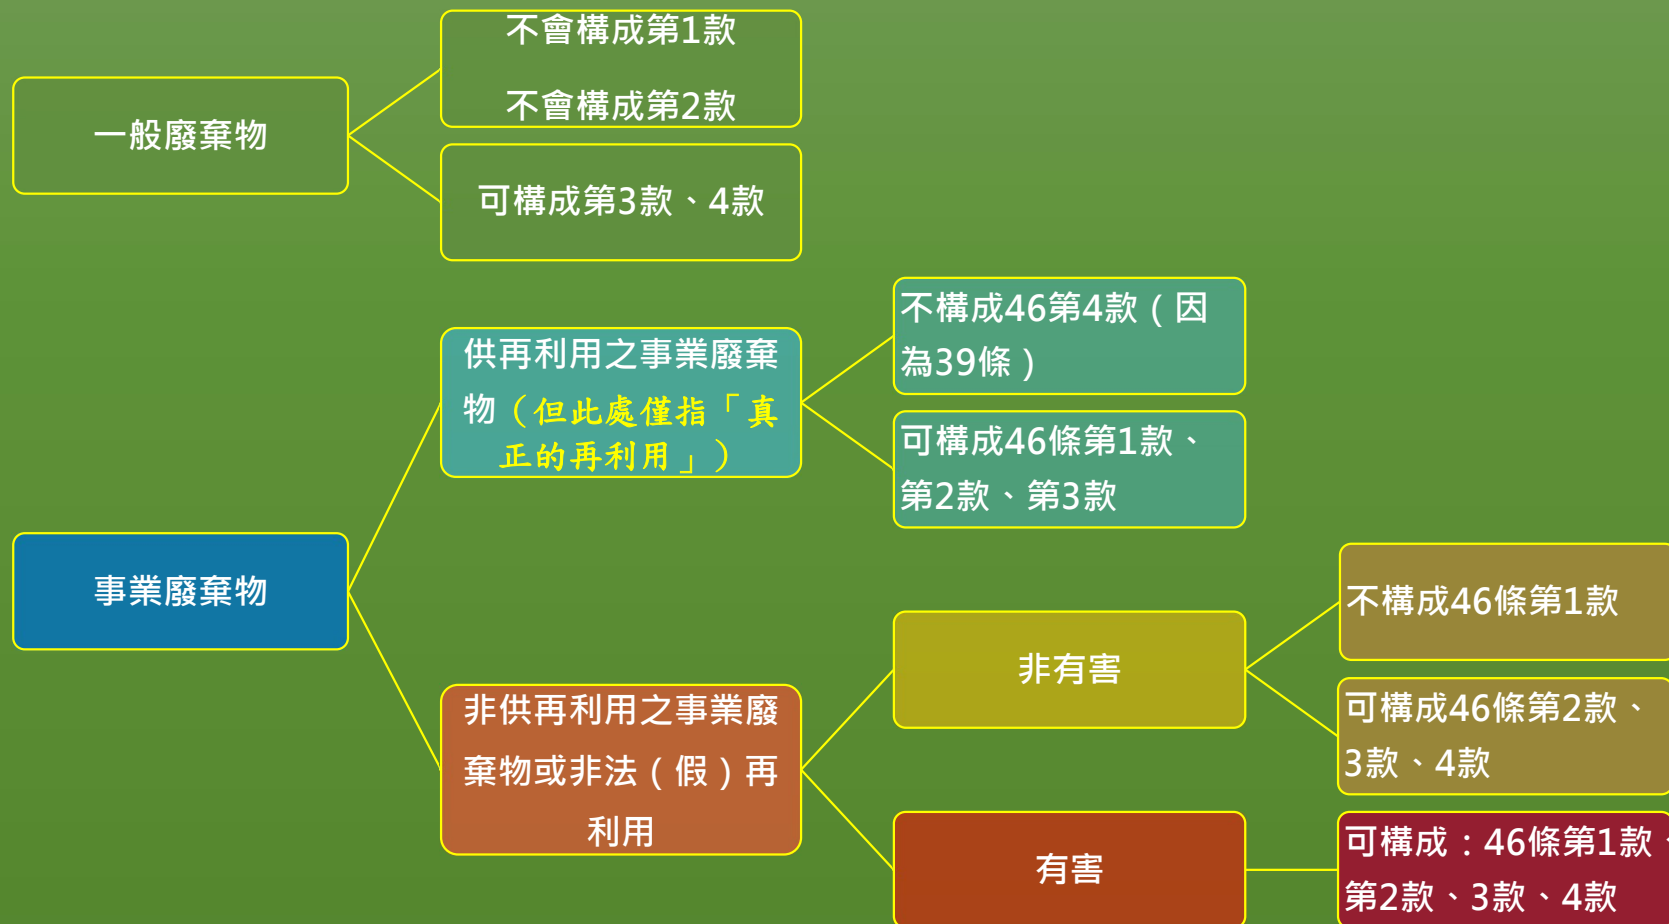 一般廢棄物
不會構成第1款
不會構成第2款
可構成第3款、4款
事業廢棄物
供再利用之事業廢棄
物（但此處僅指「真
正的再利用」）
不構成46第4款（因
為39條）
可構成46條第1款、
第2款、第3款
非供再利用之事業廢
棄物或非法（假）再
利用
非有害
不構成46條第1款
可構成46條第2款、
3款、4款
有害
可構成：46條第1款、
第2款、3款、4款